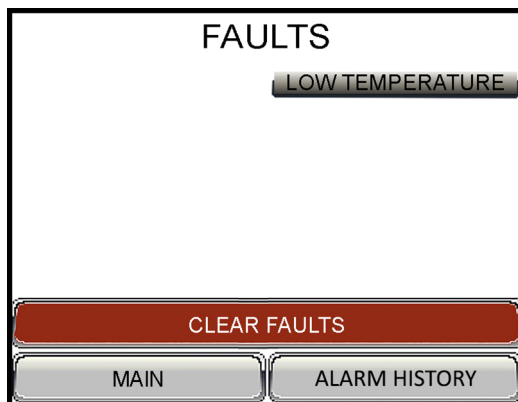 FAULTS
LOW TEMPERATURE
CLEAR FAULTS
MAIN
ALARM HISTORY